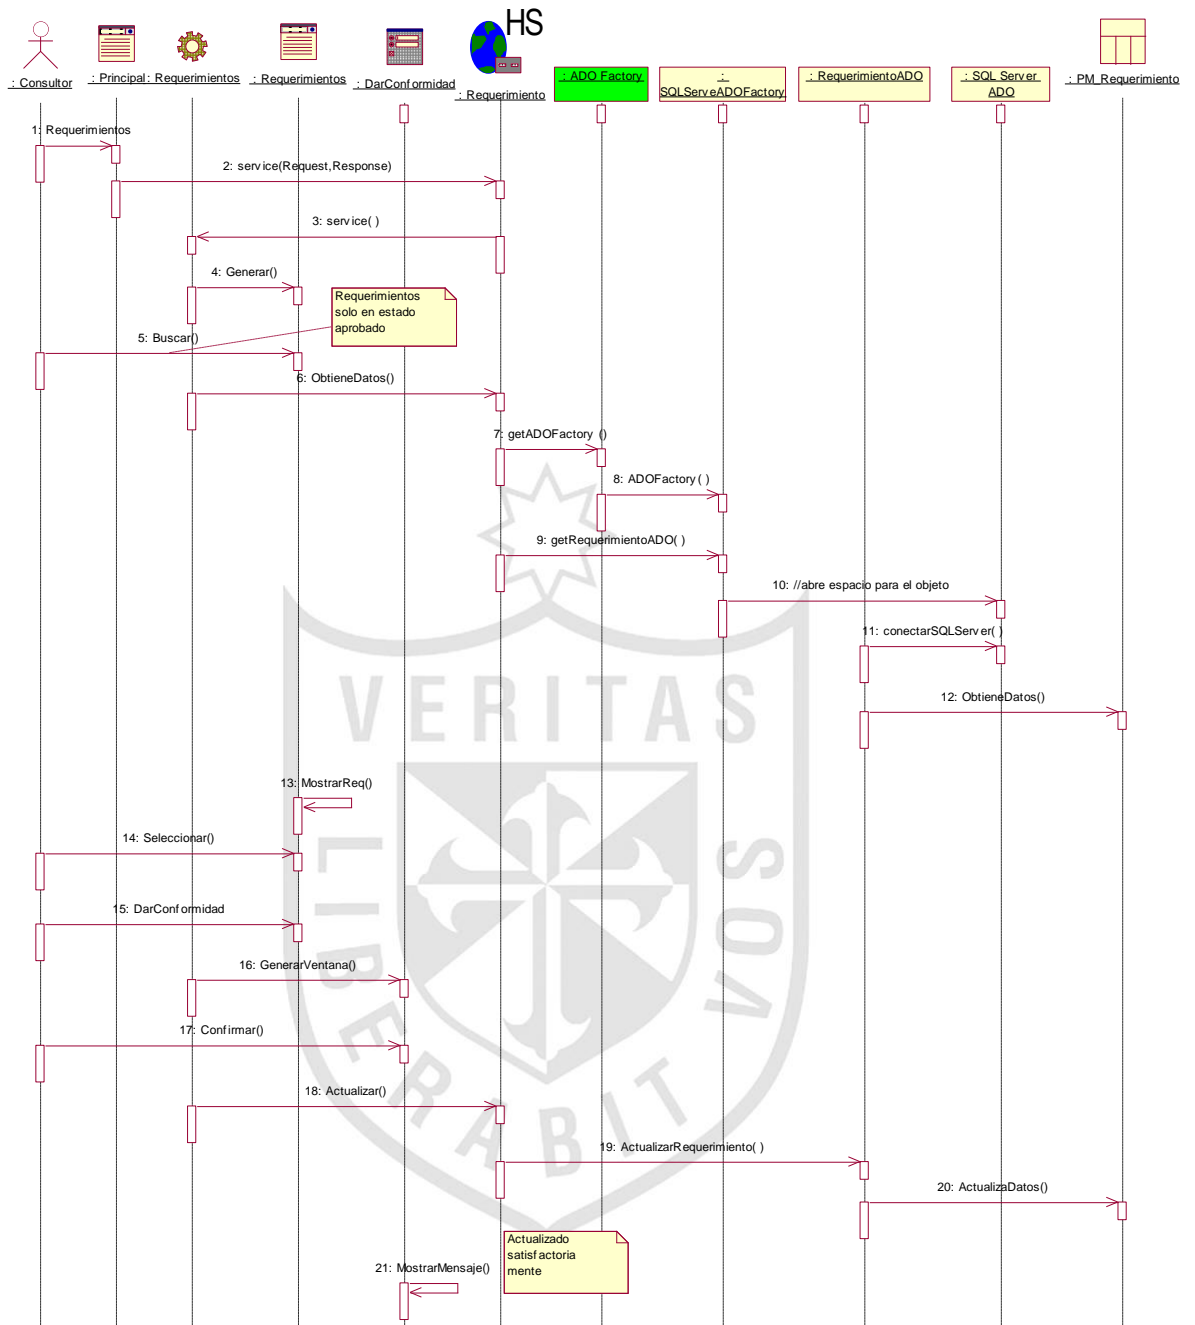 HS
: Consultor
: Principal
: Requerimientos
: Requerimientos
: DarConformidad
: Requerimiento
: ADO Factory
:
SQLServeADOFactory
: RequerimientoADO
: SQL Server
ADO
: PM_Requerimiento
1: Requerimientos
2: service(Request,Response)
3: service( )
4: Generar()
Requerimientos
solo en estado
aprobado
5: Buscar()
6: ObtieneDatos()
7: getADOFactory ()
8: ADOFactory( )
9: getRequerimientoADO( )
10: //abre espacio para el objeto
11: conectarSQLServer( )
12: ObtieneDatos()
13: MostrarReq()
14: Seleccionar()
15: DarConformidad
16: GenerarVentana()
17: Confirmar()
18: Actualizar()
19: ActualizarRequerimiento( )
20: ActualizaDatos()
Actualizado
satisfactoria
mente
21: MostrarMensaje()
VERITAS
LIBERABIT VOS